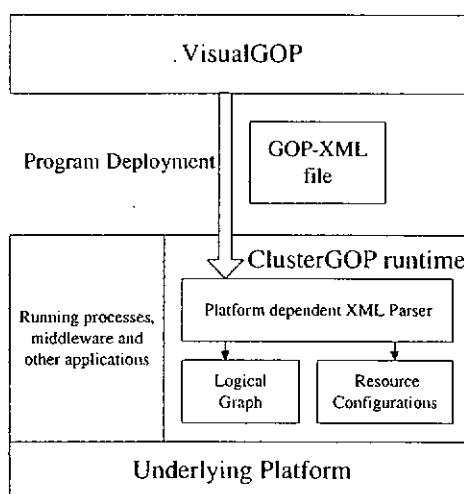 VisualGOP
Program Deployment
GOP-XML
file
ClusterGOP runtime
Running processes,
middleware and
other applications
Platform dependent XML Parser
Logical
Graph
Resource
Configurations
Underlying Platform